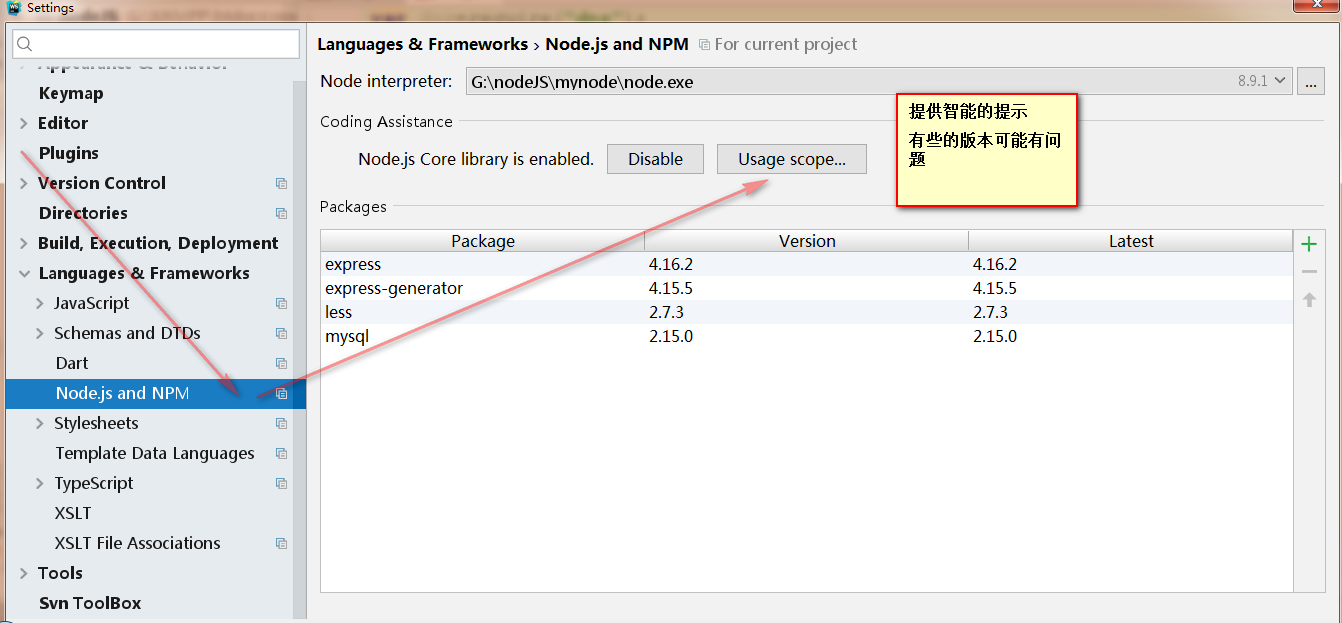 Settings
Appearance & Behavior
Keymap
Editor
Plugins
Version Control
Directories
Build, Execution, Deployment
Languages & Frameworks
JavaScript
Schemas and DTDs
Dart
Node.js and NPM
Stylesheets
Template Data Languages
TypeScript
XSLT
XSLT File Associations
Tools
Svn ToolBox
Languages & Frameworks › Node.js and NPM For current project
Node interpreter: G:\nodeJS\mynode\node.exe 8.9.1 ...
Coding Assistance
Node.js Core library is enabled. Disable Usage scope...
提供智能的提示
有些的版本可能有问
题
Packages
Package Version Latest
express 4.16.2 4.16.2
express-generator 4.15.5 4.15.5
less 2.7.3 2.7.3
mysql 2.15.0 2.15.0